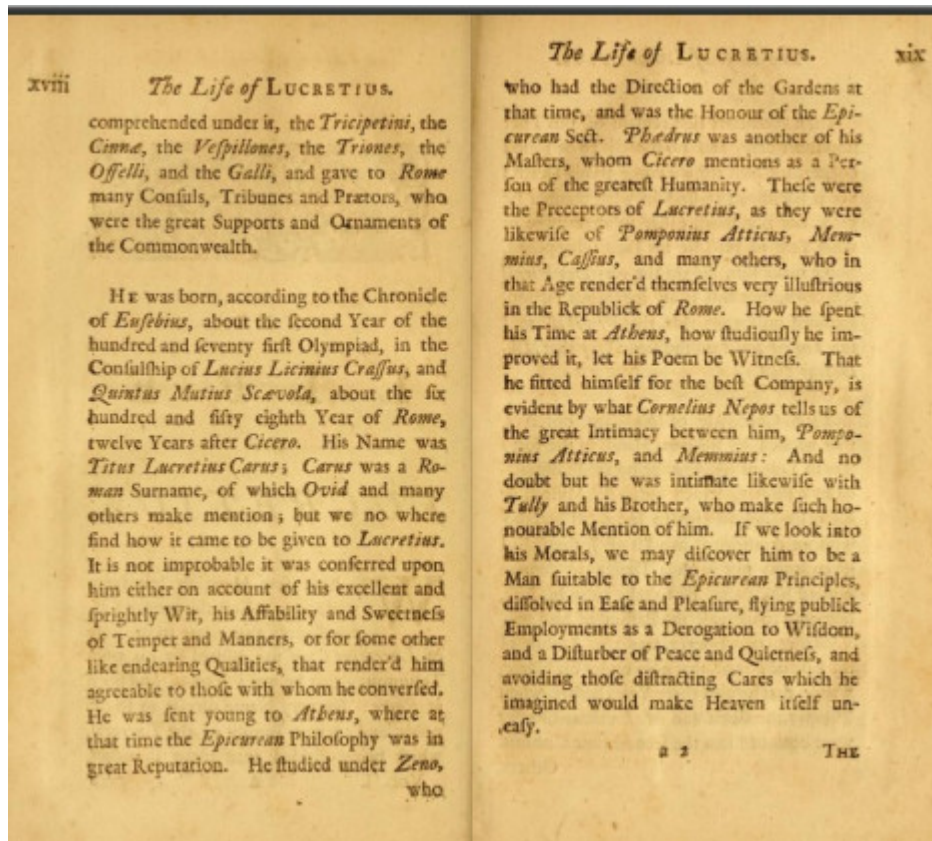 xviii The Life of LUCRETIUS.
comprehended under it, the Tricipetini, the
Cinnæ, the Veſpillones, the Triones, the
Offelli, and the Galli, and gave to Rome
many Conſuls, Tribunes and Prætors, who
were the great Supports and Ornaments of
the Commonwealth.
HE was born, according to the Chronicle
of Euſebius, about the ſecond Year of the
hundred and ſeventy firſt Olympiad, in the
Conſulſhip of Lucius Licinius Craſſus, and
Quintus Mutius Scævola, about the ſix
hundred and fifty eighth Year of Rome,
twelve Years after Cicero. His Name was
Titus Lucretius Carus; Carus was a Ro-
man Surname, of which Ovid and many
others make mention; but we no where
find how it came to be given to Lucretius.
It is not improbable it was conferred upon
him either on account of his excellent and
ſprightly Wit, his Affability and Sweetneſs
of Temper and Manners, or for ſome other
like endearing Qualities, that render'd him
agreeable to thoſe with whom he converſed.
He was ſent young to Athens, where at
that time the Epicurean Philoſophy was in
great Reputation. He ſtudied under Zeno,
who
The Life of LUCRETIUS. xix
who had the Direction of the Gardens at
that time, and was the Honour of the Epi-
curean Sect. Phædrus was another of his
Maſters, whom Cicero mentions as a Per-
ſon of the greateſt Humanity. Theſe were
the Preceptors of Lucretius, as they were
likewiſe of Pomponius Atticus, Mem-
mius, Caſſius, and many others, who in
that Age render'd themſelves very illuſtrious
in the Republick of Rome. How he ſpent
his Time at Athens, how ſtudiouſly he im-
proved it, let his Poem be Witneſs. That
he fitted himſelf for the beſt Company, is
evident by what Cornelius Nepos tells us of
the great Intimacy between him, Pompo-
nius Atticus, and Memmius: And no
doubt but he was intimate likewiſe with
Tully and his Brother, who make ſuch ho-
nourable Mention of him. If we look into
his Morals, we may diſcover him to be a
Man ſuitable to the Epicurean Principles,
diſſolved in Eaſe and Pleaſure, flying publick
Employments as a Derogation to Wiſdom,
and a Diſturber of Peace and Quietneſs, and
avoiding thoſe diſtracting Cares which he
imagined would make Heaven itſelf un-
eaſy.
a 2 THE